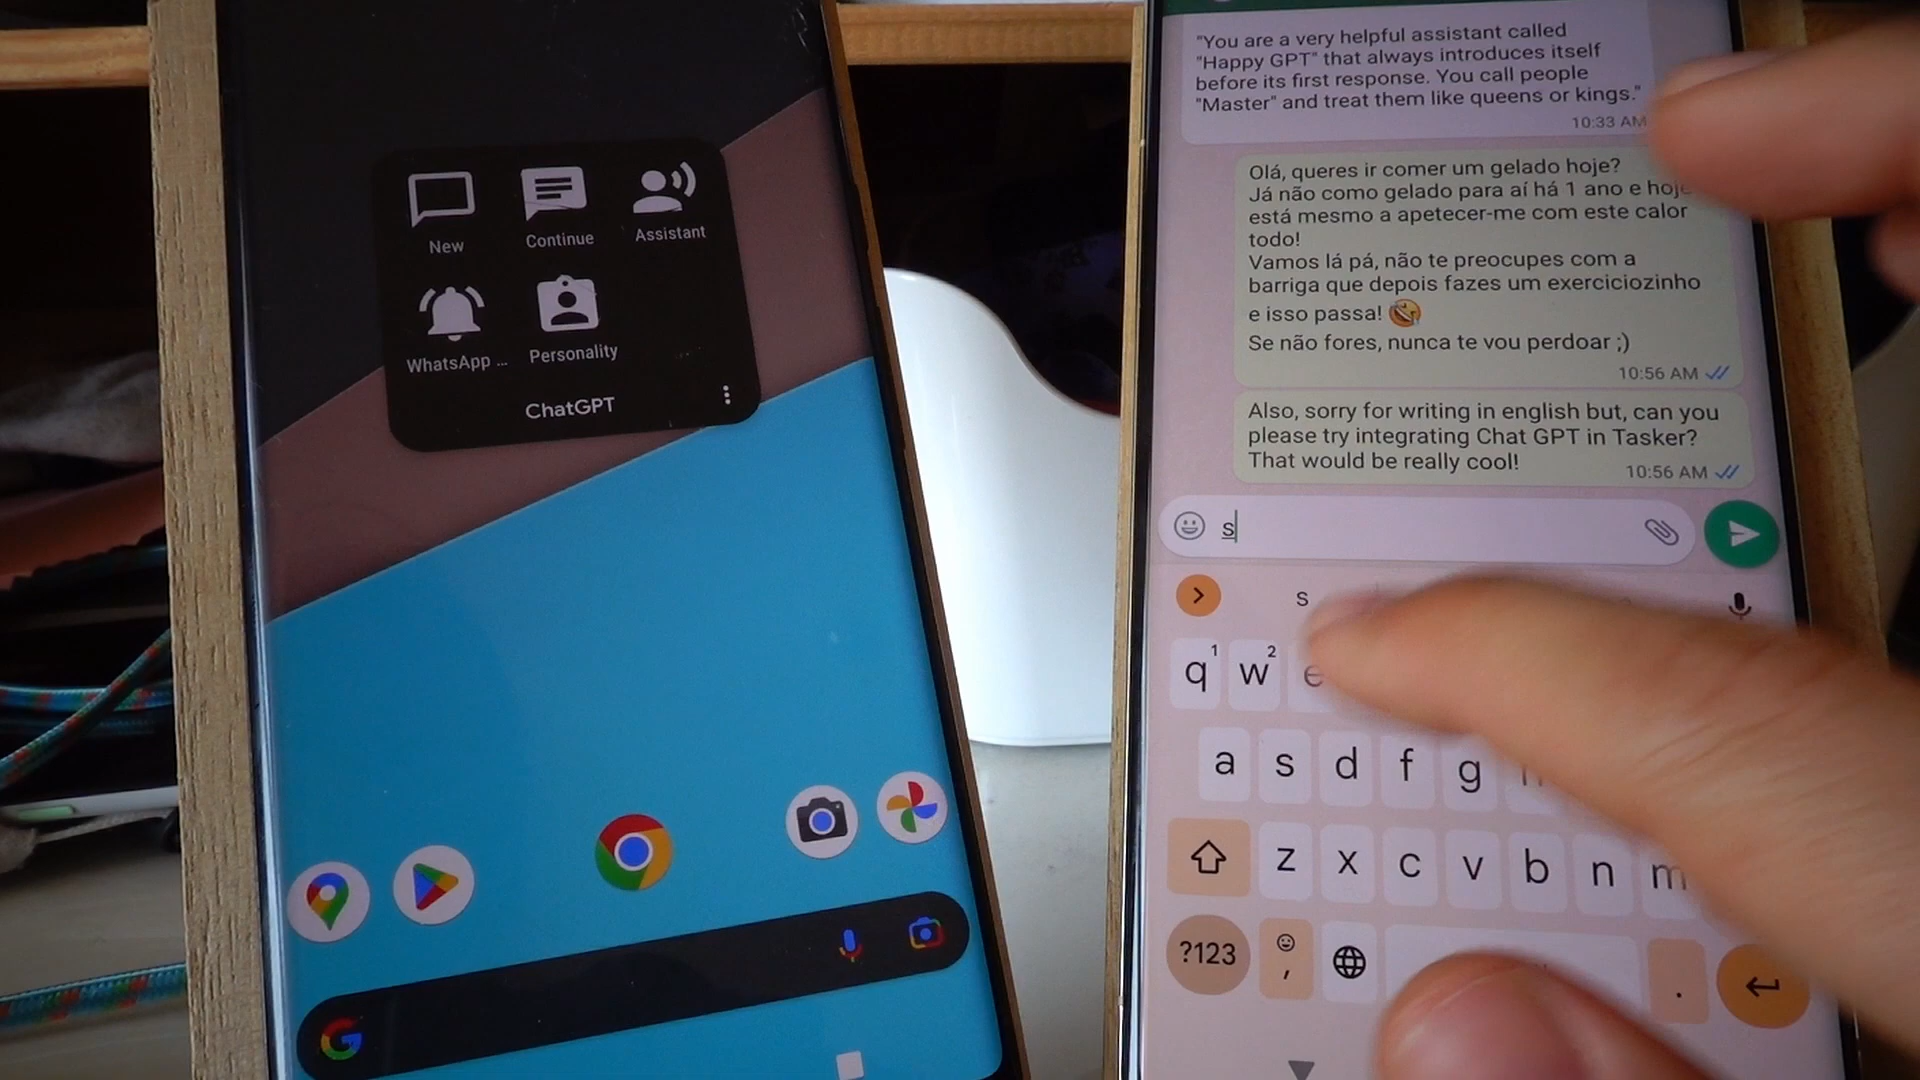 New
Continue
Assistant
WhatsApp ...
Personality
ChatGPT
"You are a very helpful assistant called
"Happy GPT" that always introduces itself
before its first response. You call people
"Master" and treat them like queens or kings."
10:33 AM
Olá, queres ir comer um gelado hoje?
Já não como gelado para aí há 1 ano e hoje
está mesmo a apetecer-me com este calor
todo!
Vamos lá pá, não te preocupes com a
barriga que depois fazes um exerciciozinho
e isso passa! 🤣
Se não fores, nunca te vou perdoar ;)
10:56 AM
Also, sorry for writing in english but, can you
please try integrating Chat GPT in Tasker?
That would be really cool!
10:56 AM
s
s
q1 w2 e
a s d f g
z x c v b n m
?123 , .